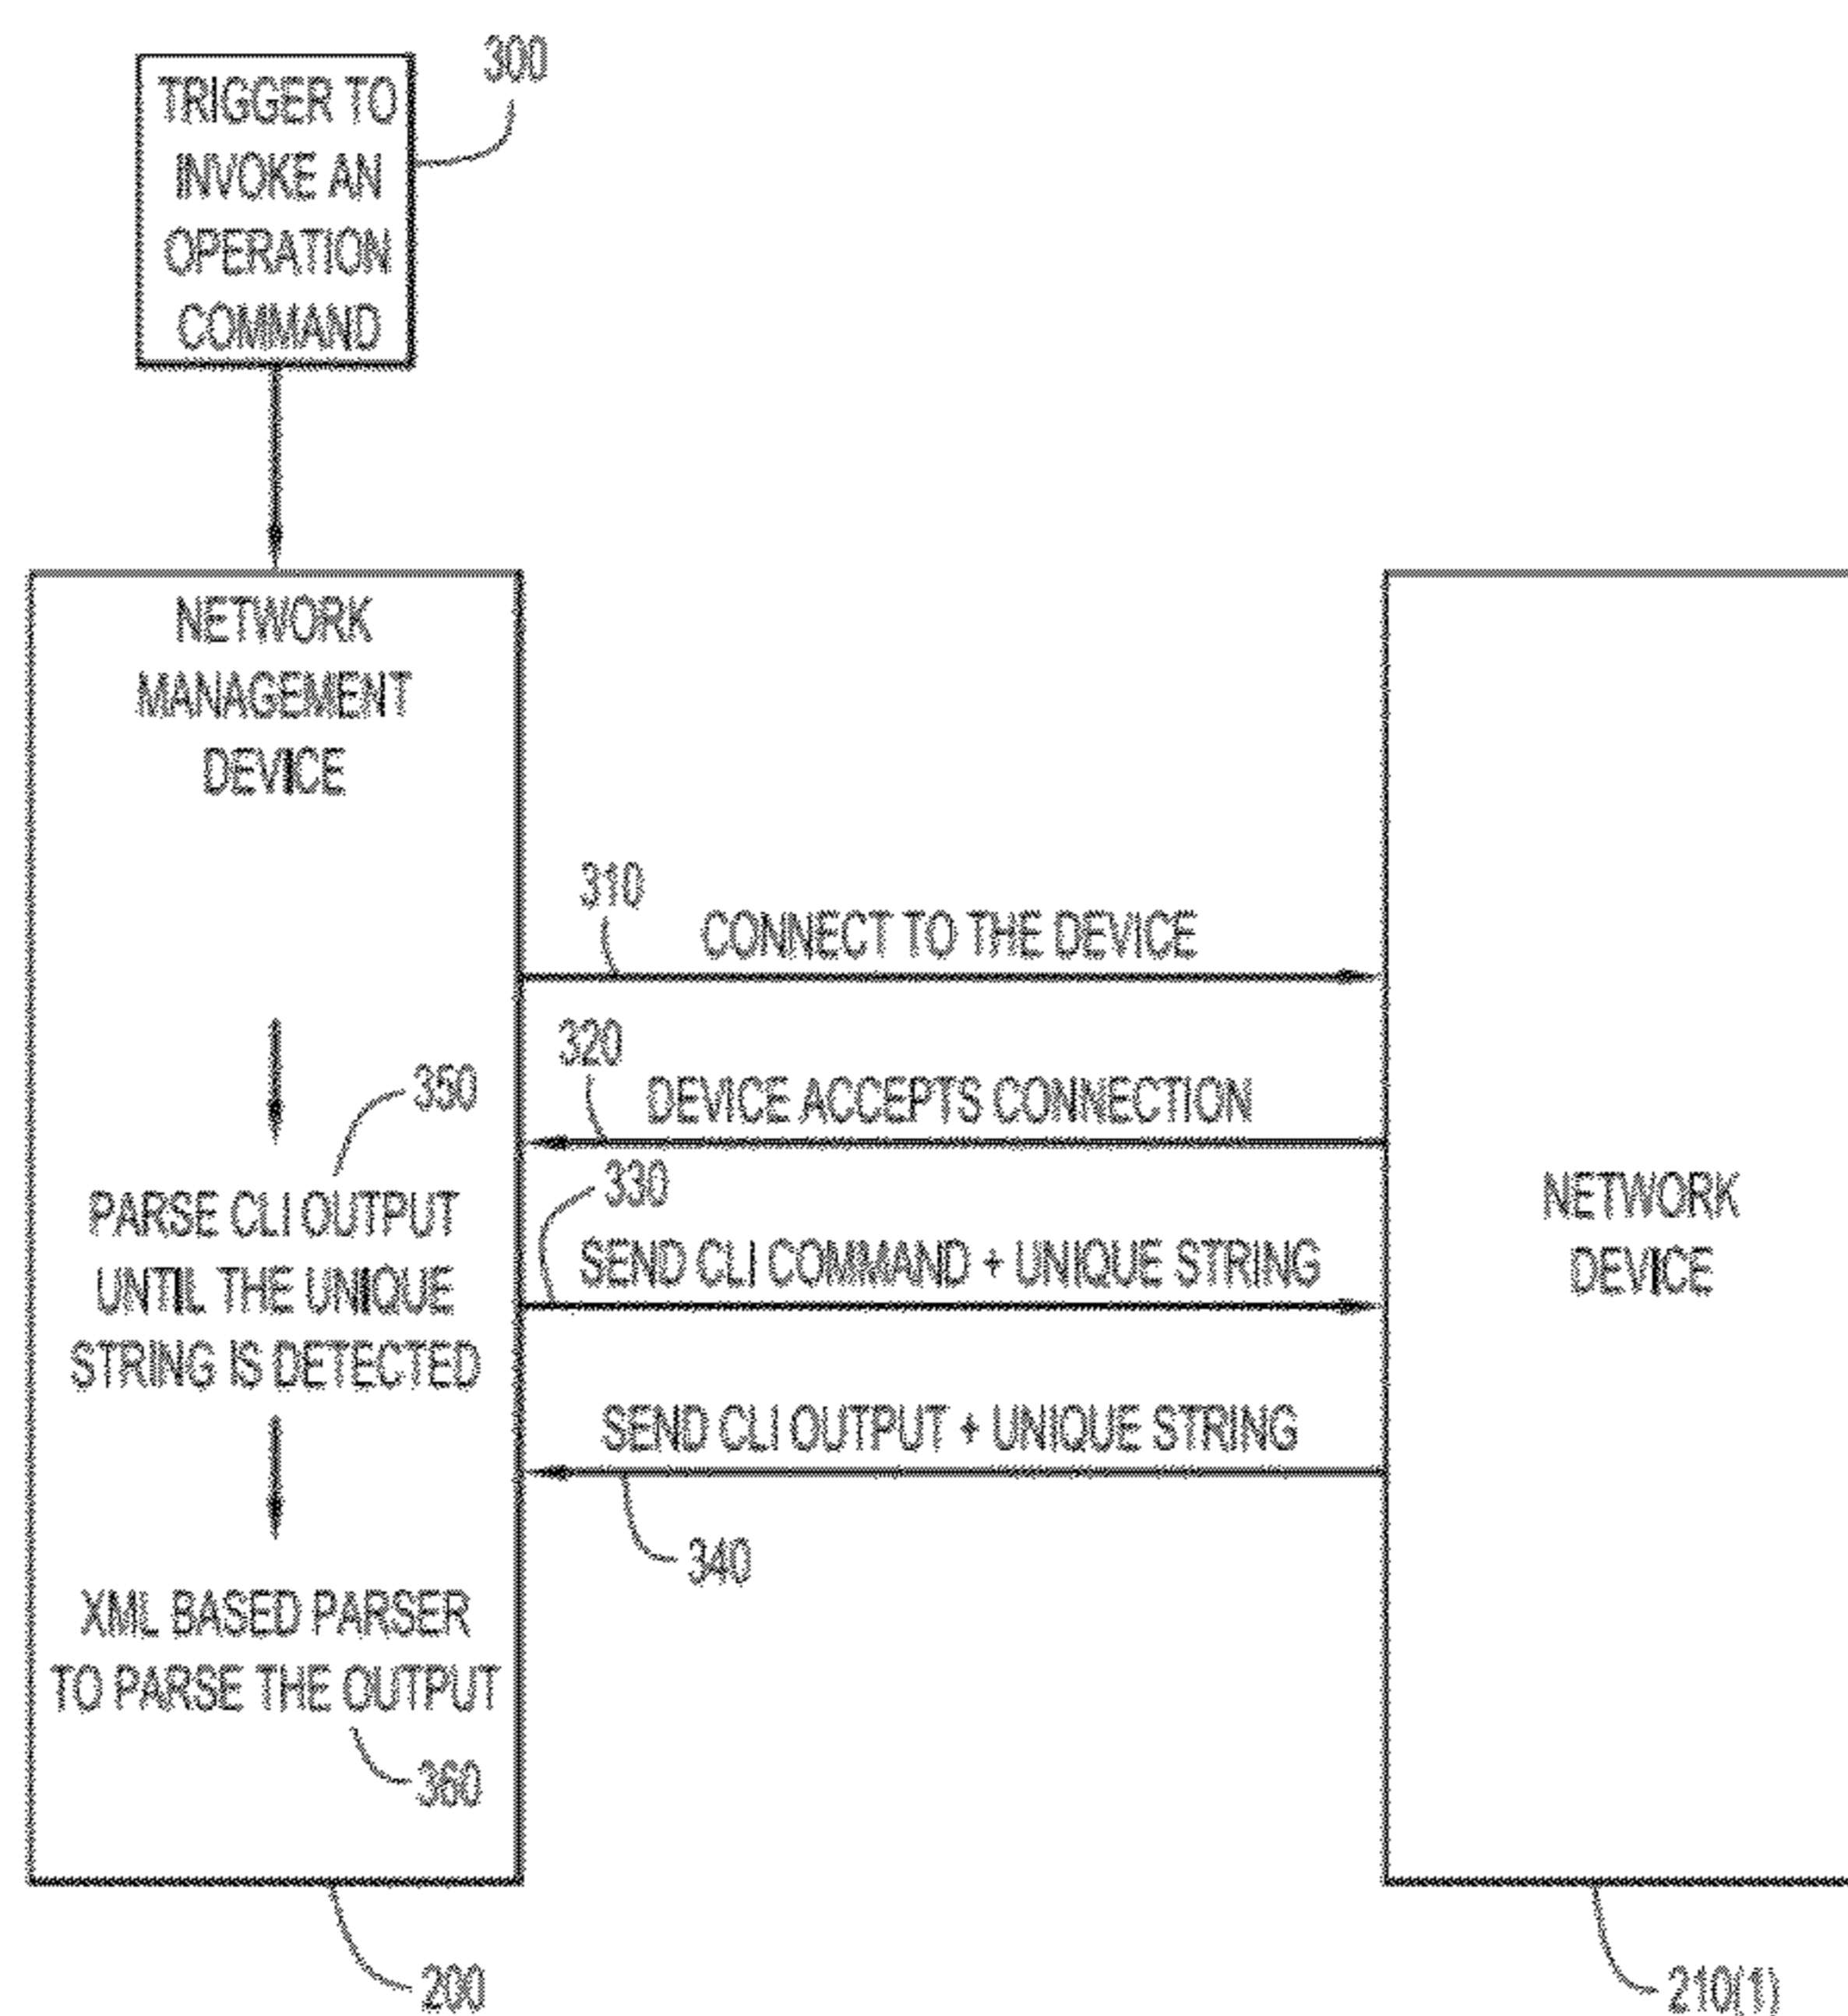 300
TRIGGER TO
INVOKE AN
OPERATION
COMMAND
NETWORK
MANAGEMENT
DEVICE
310
CONNECT TO THE DEVICE
320
DEVICE ACCEPTS CONNECTION
350
PARSE CLI OUTPUT
UNTIL THE UNIQUE
STRING IS DETECTED
330
SEND CLI COMMAND + UNIQUE STRING
NETWORK
DEVICE
SEND CLI OUTPUT + UNIQUE STRING
340
XML BASED PARSER
TO PARSE THE OUTPUT
360
200
210(1)